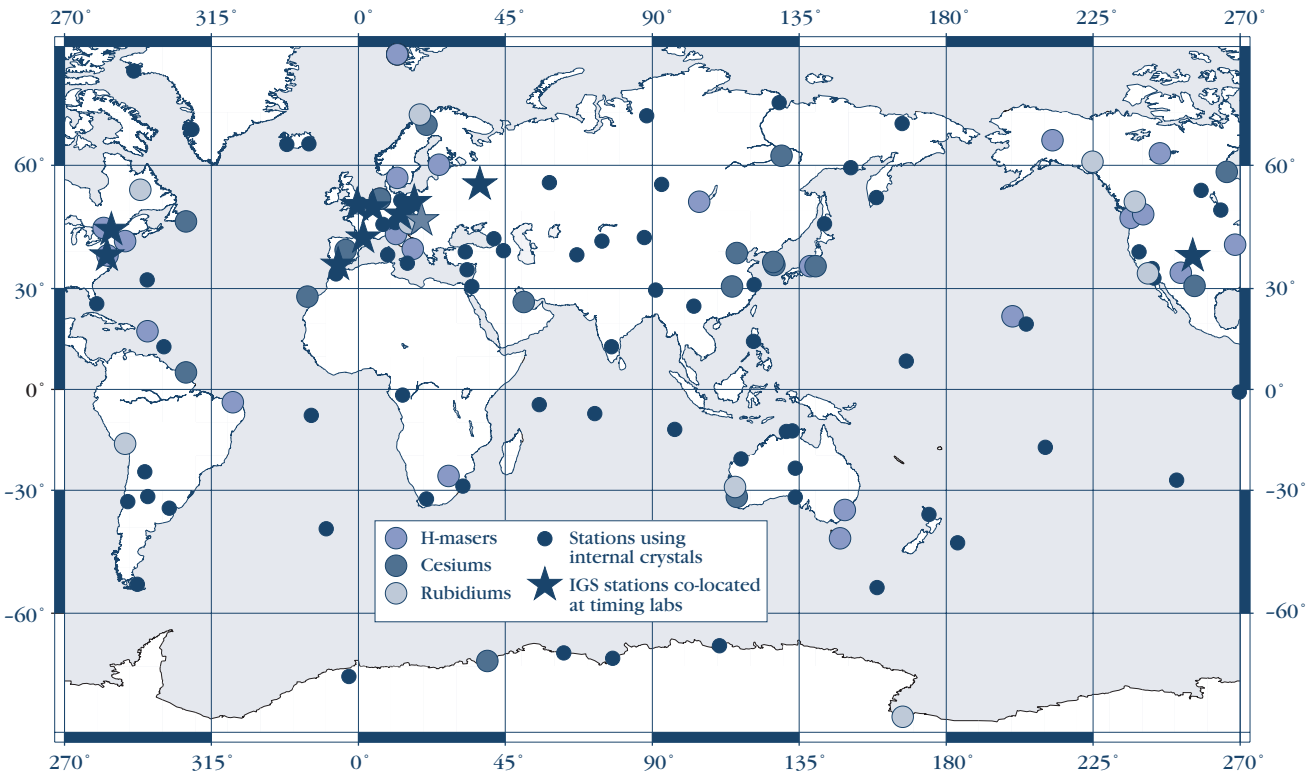 270° 315° 0° 45° 90° 135° 180° 225° 270°
60° 60°
30° 30°
0° 0°
–30° –30°
H-masers
Cesiums
Rubidiums
Stations using
internal crystals
IGS stations co-located
at timing labs
–60° –60°
270° 315° 0° 45° 90° 135° 180° 225° 270°